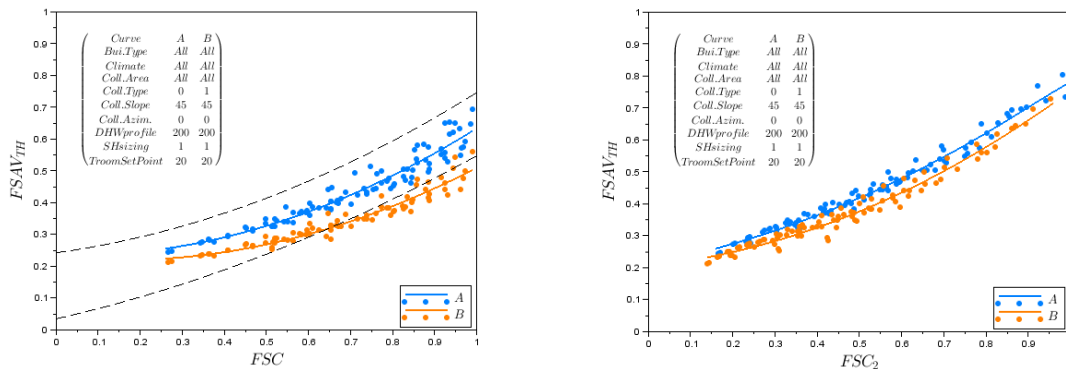 1
0.9
0.8
0.7
0.6
0.5
0.4
0.3
0.2
0.1
0
FSAV_TH
Curve A B
Bui.Type All All
Climate All All
Coll.Area All All
Coll.Type 0 1
Coll.Slope 45 45
Coll.Azim. 0 0
DHWprofile 200 200
SHsizing 1 1
TroomSetPoint 20 20
A
B
0 0.1 0.2 0.3 0.4 0.5 0.6 0.7 0.8 0.9 1
FSC
1
0.9
0.8
0.7
0.6
0.5
0.4
0.3
0.2
0.1
0
FSAV_TH
Curve A B
Bui.Type All All
Climate All All
Coll.Area All All
Coll.Type 0 1
Coll.Slope 45 45
Coll.Azim. 0 0
DHWprofile 200 200
SHsizing 1 1
TroomSetPoint 20 20
A
B
0 0.1 0.2 0.3 0.4 0.5 0.6 0.7 0.8 0.9
FSC_2